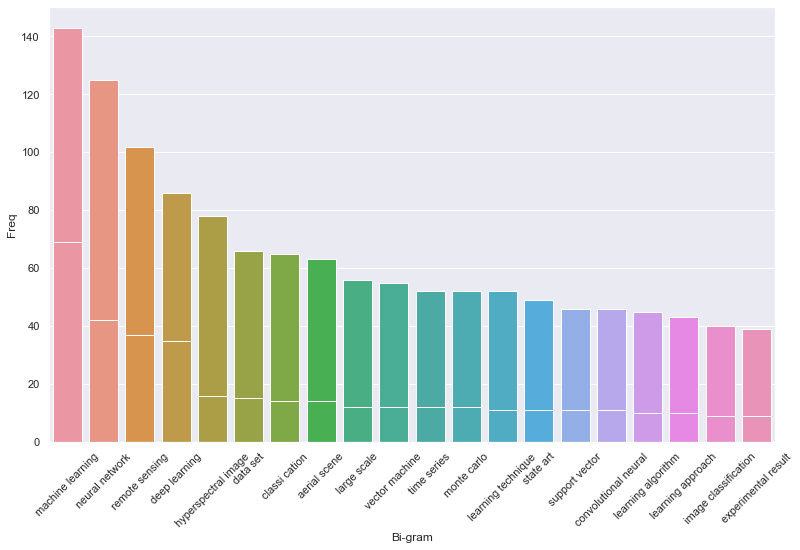 140
120
100
80
60
40
20
0
Freq
machine learning
neural network
remote sensing
deep learning
hyperspectral image
data set
classi cation
aerial scene
large scale
vector machine
time series
monte carlo
learning technique
state art
support vector
convolutional neural
learning algorithm
learning approach
image classification
experimental result
Bi-gram